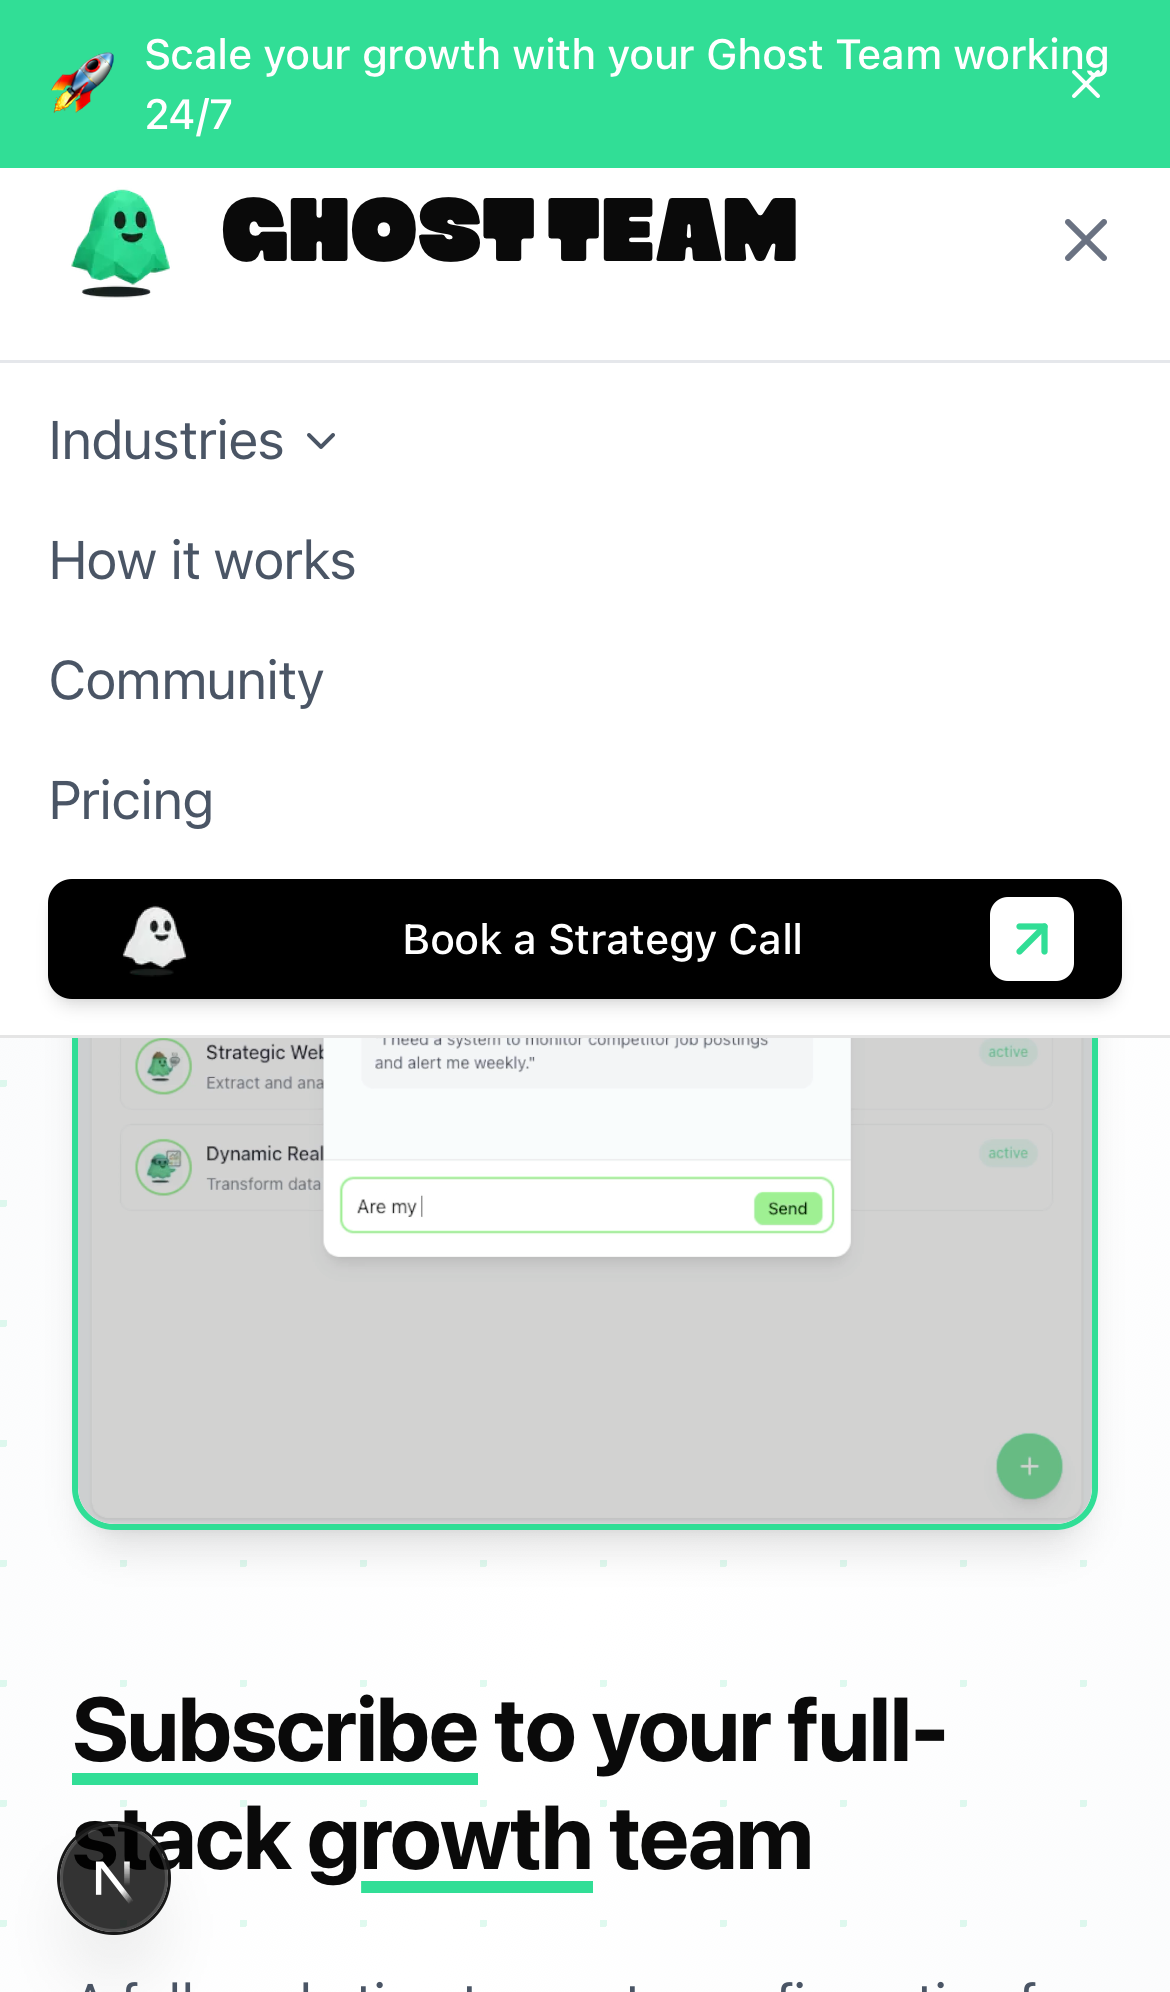 Scale your growth with your Ghost Team working
24/7
GHOST TEAM
Industries
How it works
Community
Pricing
Book a Strategy Call
"I need a system to monitor competitor job postings
and alert me weekly."
Strategic Web
active
Extract and ana
Dynamic Real
active
Transform data
Are my
Send
Subscribe to your full-
stack growth team
N